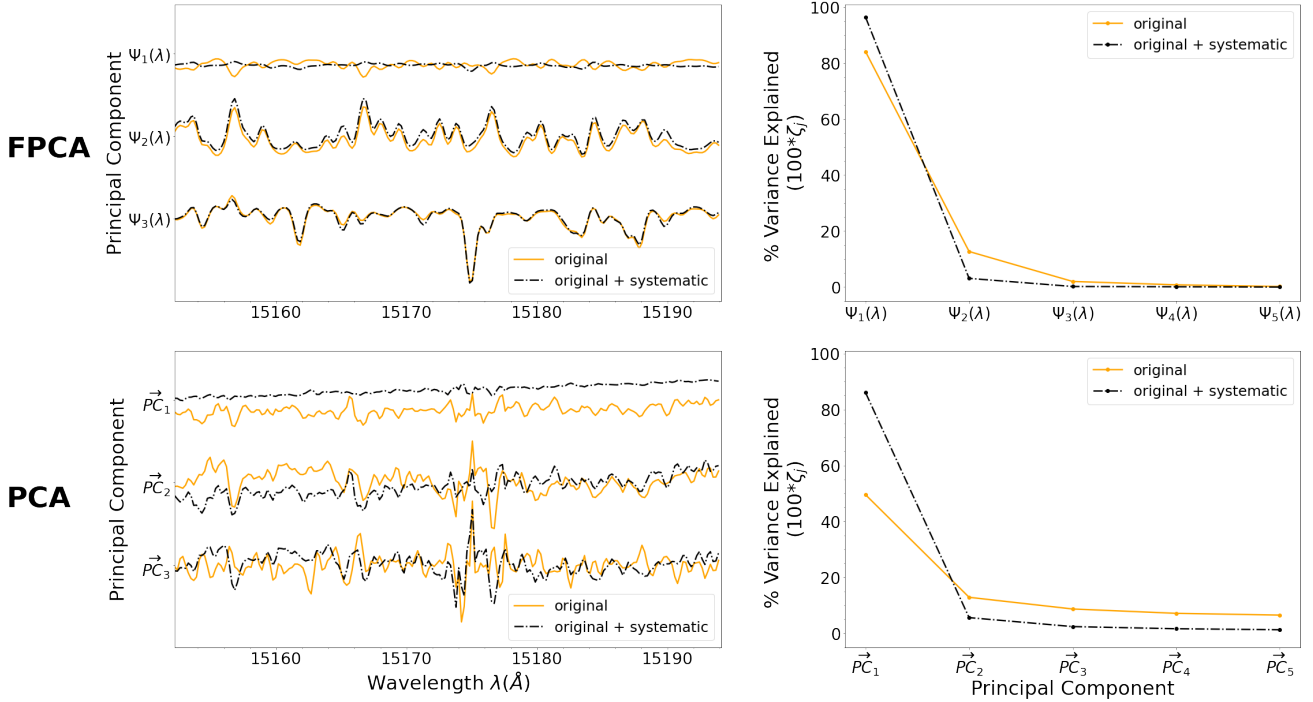 FPCA
Principal Component
Ψ₁(λ)
Ψ₂(λ)
Ψ₃(λ)
original
original + systematic
15160
15170
15180
15190
% Variance Explained
(100*ζⱼ)
100
80
60
40
20
0
original
original + systematic
Ψ₁(λ)
Ψ₂(λ)
Ψ₃(λ)
Ψ₄(λ)
Ψ₅(λ)
PCA
Principal Component
PC₁
PC₂
PC₃
original
original + systematic
15160
15170
15180
15190
Wavelength λ(Å)
% Variance Explained
(100*ζⱼ)
100
80
60
40
20
0
original
original + systematic
PC₁
PC₂
PC₃
PC₄
PC₅
Principal Component